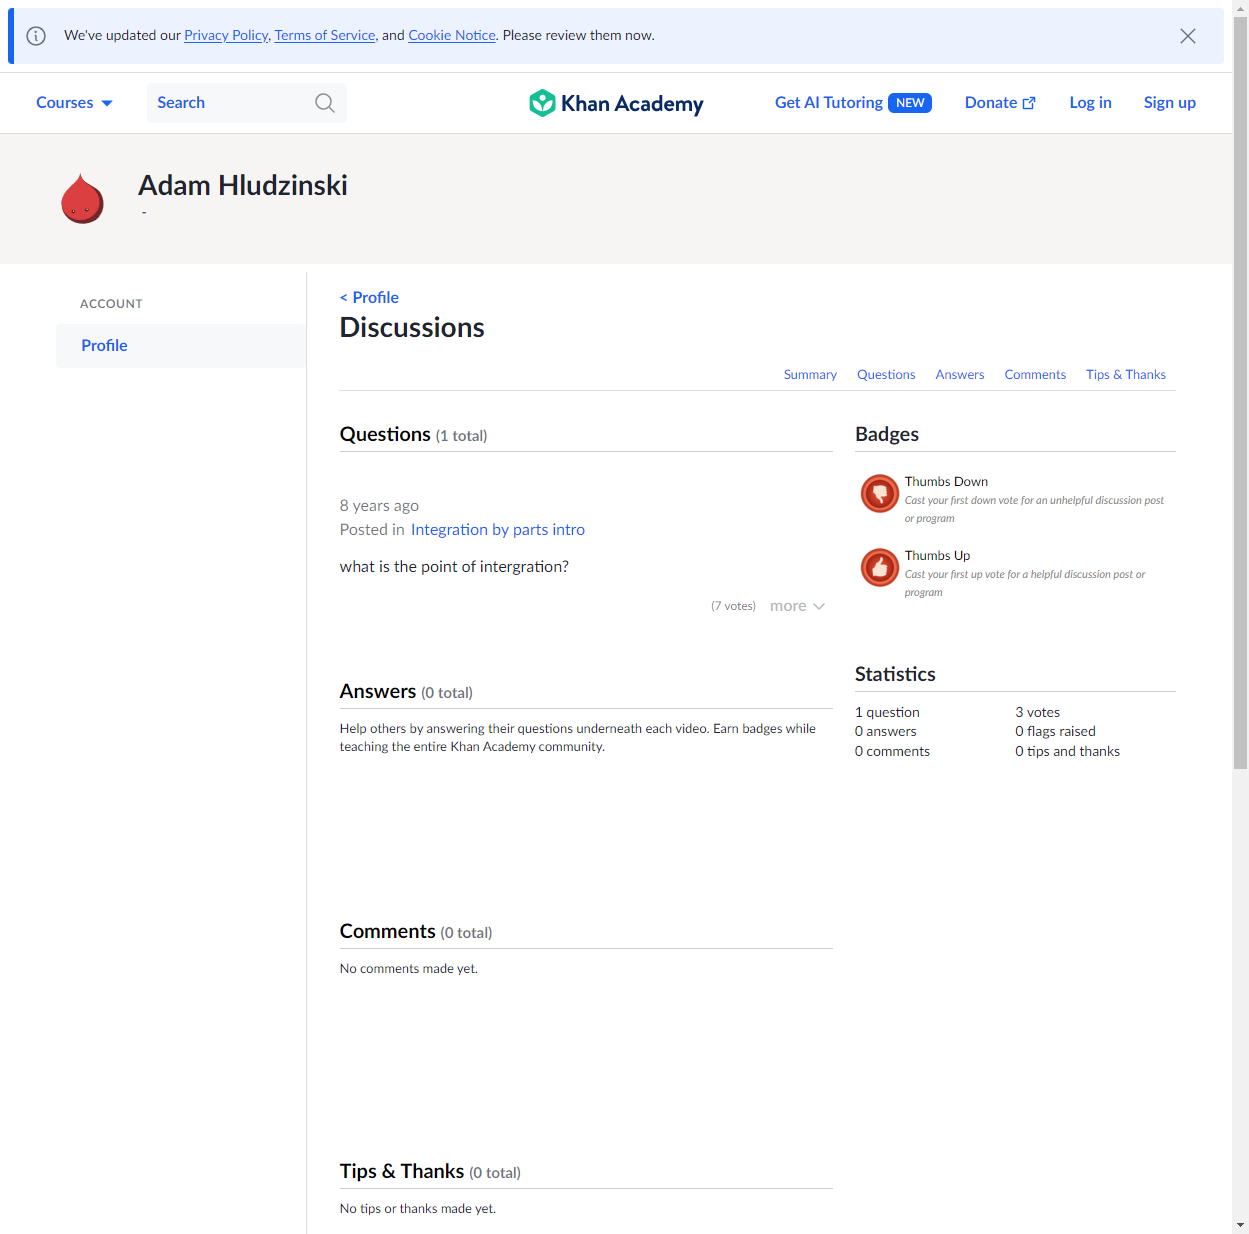 We've updated our Privacy Policy, Terms of Service, and Cookie Notice. Please review them now.
Courses
Search
Khan Academy
Get AI Tutoring NEW
Donate
Log in
Sign up
Adam Hludzinski
-
ACCOUNT
Profile
< Profile
Discussions
Summary Questions Answers Comments Tips & Thanks
Questions (1 total)
8 years ago
Posted in Integration by parts intro
what is the point of intergration?
(7 votes) more
Answers (0 total)
Help others by answering their questions underneath each video. Earn badges while
teaching the entire Khan Academy community.
Comments (0 total)
No comments made yet.
Tips & Thanks (0 total)
No tips or thanks made yet.
Badges
Thumbs Down
Cast your first down vote for an unhelpful discussion post
or program
Thumbs Up
Cast your first up vote for a helpful discussion post or
program
Statistics
1 question 3 votes
0 answers 0 flags raised
0 comments 0 tips and thanks